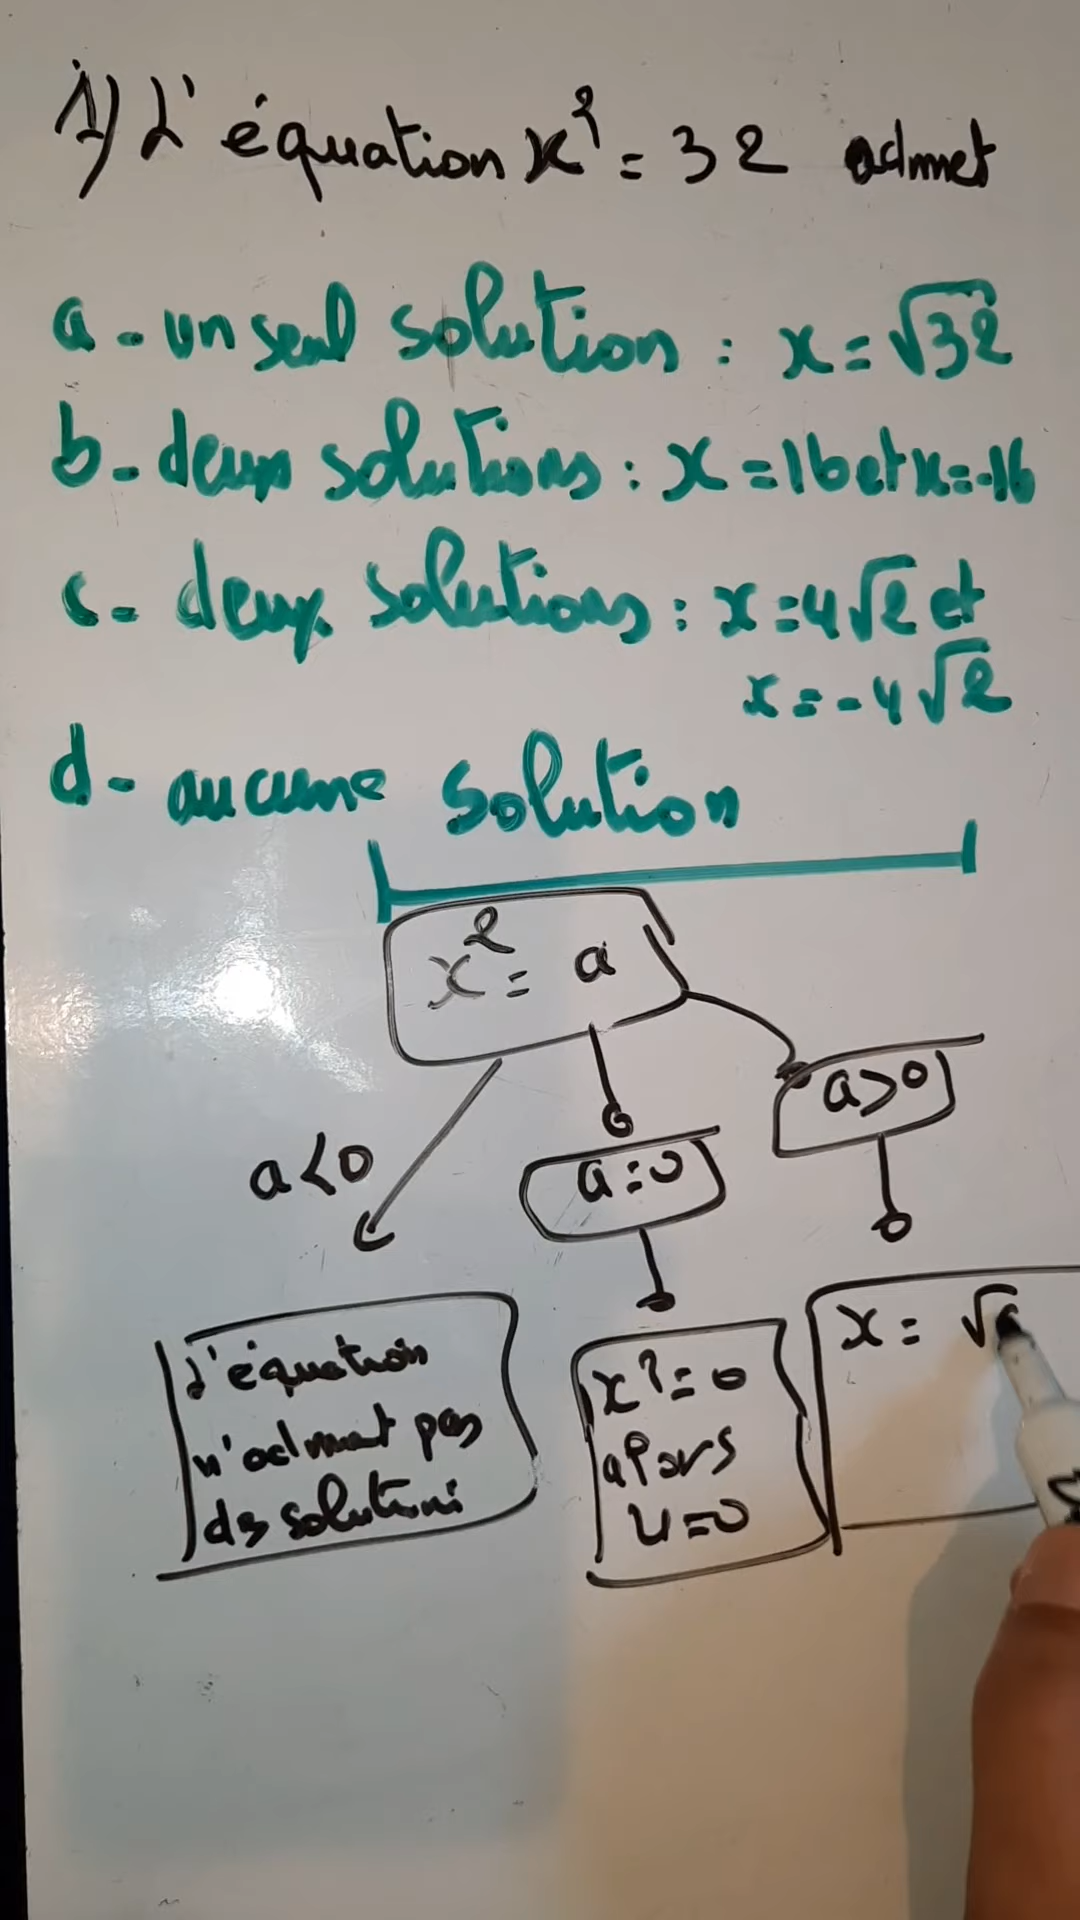 1) L'équation x² = 32 admet
a - un seul solution : x = √32
b - deux solutions : x = 16 et x = -16
c - deux solutions : x = 4√2 et
x = -4√2
d - aucune solution
x² = a
a > 0
a < 0
a = 0
L'équation
n'admet pas
de solution
x² = 0
alors
x = 0
x = √